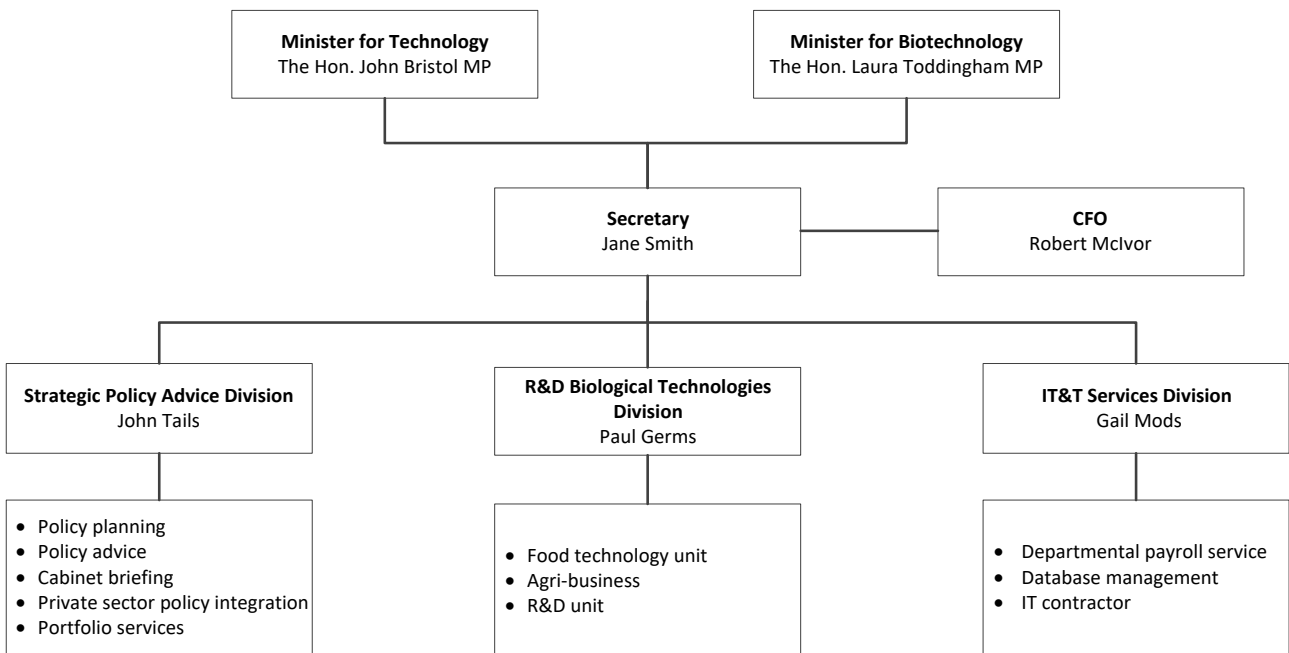 Minister for Technology
The Hon. John Bristol MP
Minister for Biotechnology
The Hon. Laura Toddingham MP
Secretary
Jane Smith
CFO
Robert McIvor
Strategic Policy Advice Division
John Tails
R&D Biological Technologies
Division
Paul Germs
IT&T Services Division
Gail Mods
• Policy planning
• Policy advice
• Cabinet briefing
• Private sector policy integration
• Portfolio services
• Food technology unit
• Agri-business
• R&D unit
• Departmental payroll service
• Database management
• IT contractor